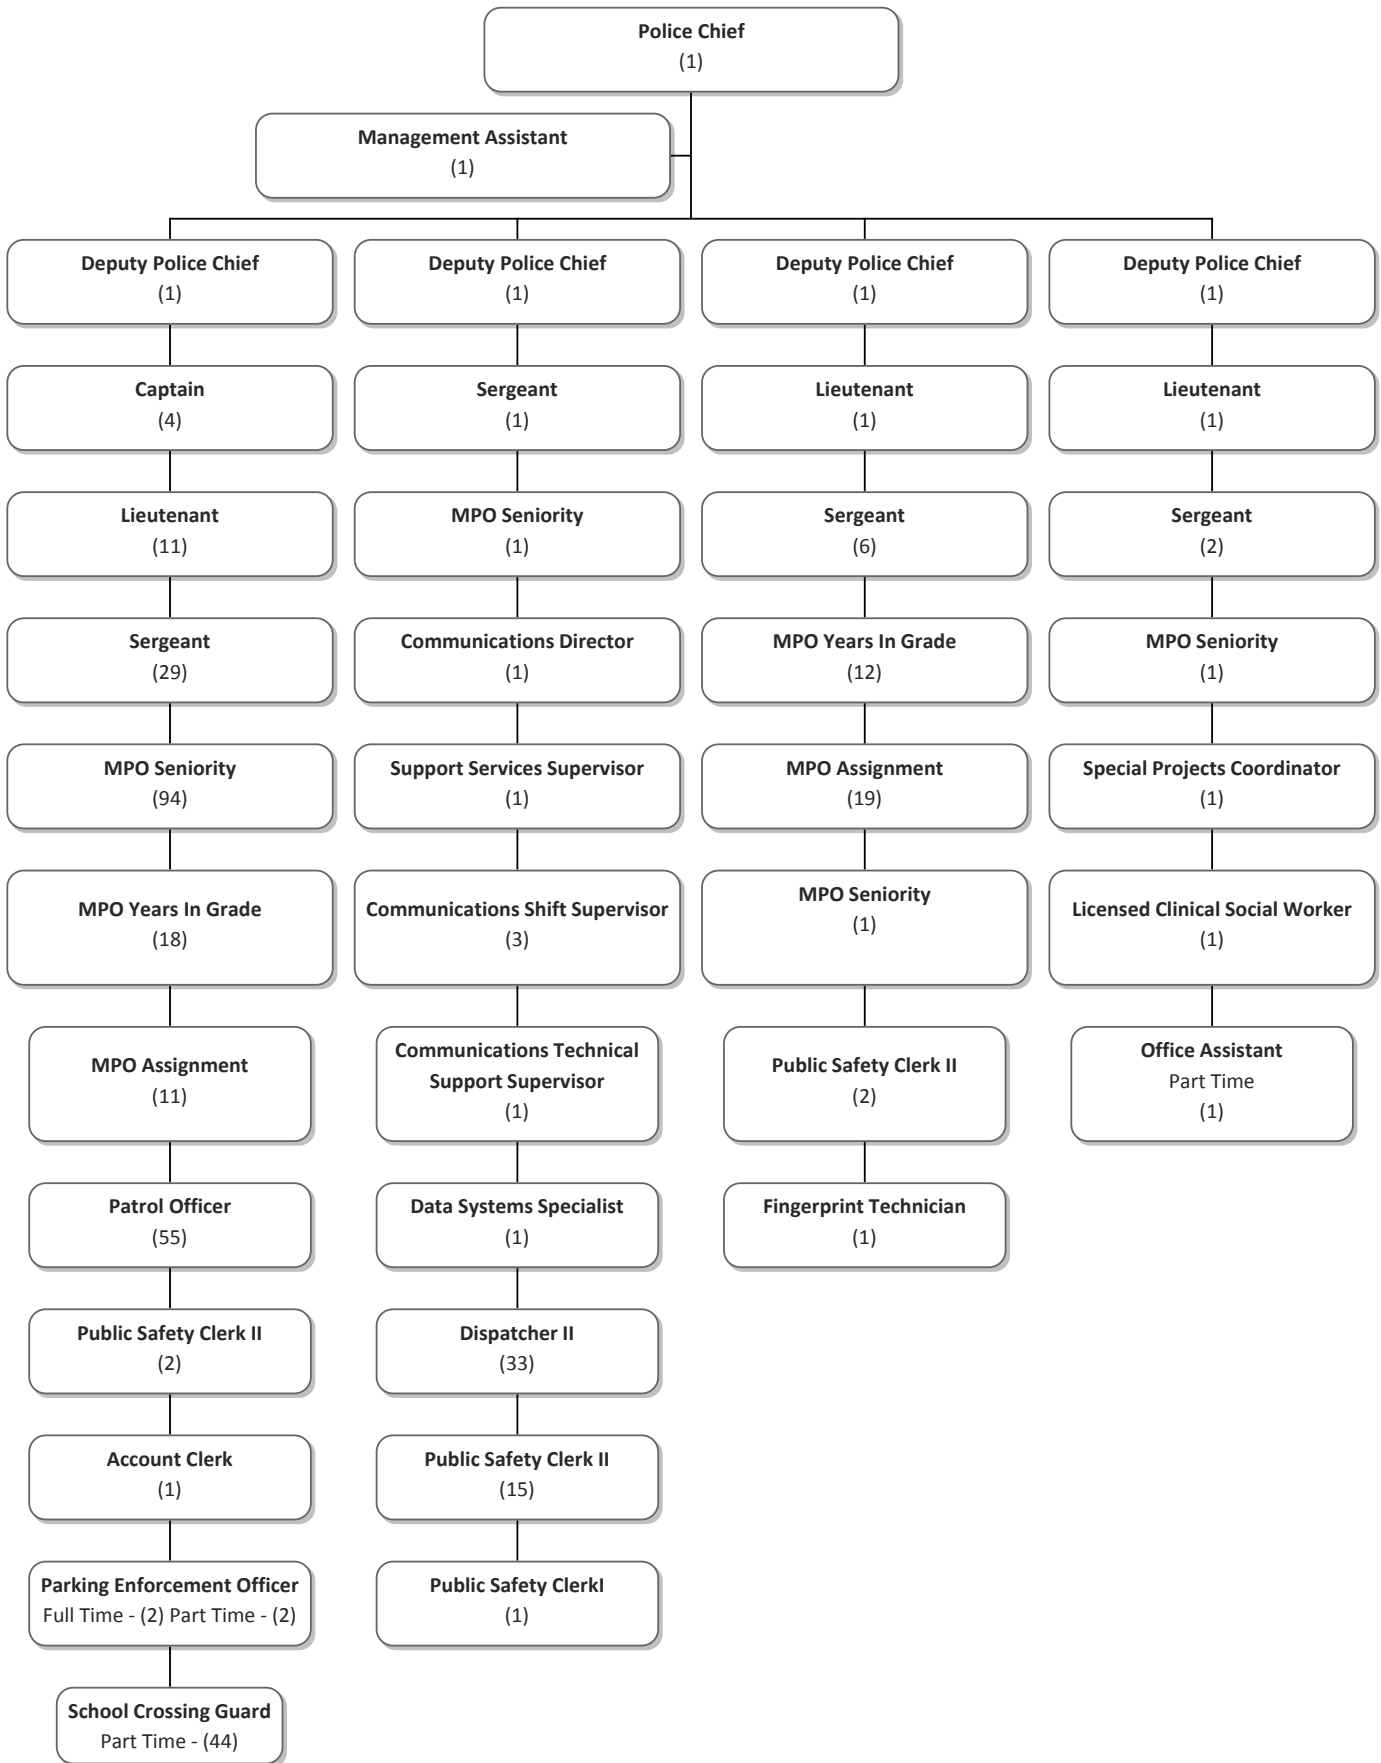 Police Chief
(1)
Management Assistant
(1)
Deputy Police Chief
(1)
Captain
(4)
Lieutenant
(11)
Sergeant
(29)
MPO Seniority
(94)
MPO Years In Grade
(18)
MPO Assignment
(11)
Patrol Officer
(55)
Public Safety Clerk II
(2)
Account Clerk
(1)
Parking Enforcement Officer
Full Time - (2) Part Time - (2)
School Crossing Guard
Part Time - (44)
Deputy Police Chief
(1)
Sergeant
(1)
MPO Seniority
(1)
Communications Director
(1)
Support Services Supervisor
(1)
Communications Shift Supervisor
(3)
Communications Technical
Support Supervisor
(1)
Data Systems Specialist
(1)
Dispatcher II
(33)
Public Safety Clerk II
(15)
Public Safety ClerkI
(1)
Deputy Police Chief
(1)
Lieutenant
(1)
Sergeant
(6)
MPO Years In Grade
(12)
MPO Assignment
(19)
MPO Seniority
(1)
Public Safety Clerk II
(2)
Fingerprint Technician
(1)
Deputy Police Chief
(1)
Lieutenant
(1)
Sergeant
(2)
MPO Seniority
(1)
Special Projects Coordinator
(1)
Licensed Clinical Social Worker
(1)
Office Assistant
Part Time
(1)